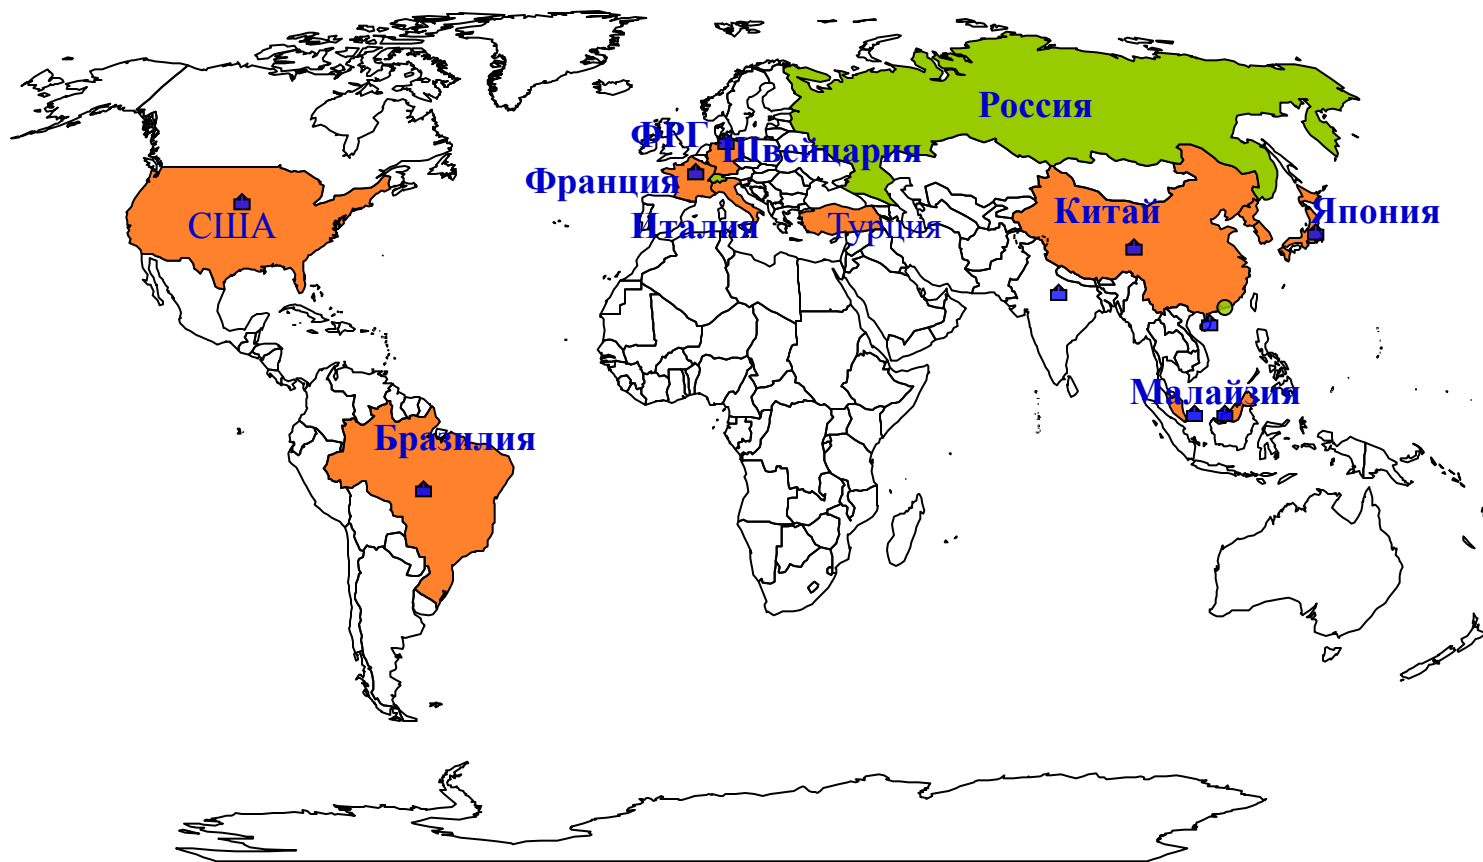 Россия
ФРГ
Швейцария
Франция
США
Италия
Турция
Китай
Япония
Малайзия
Бразилия